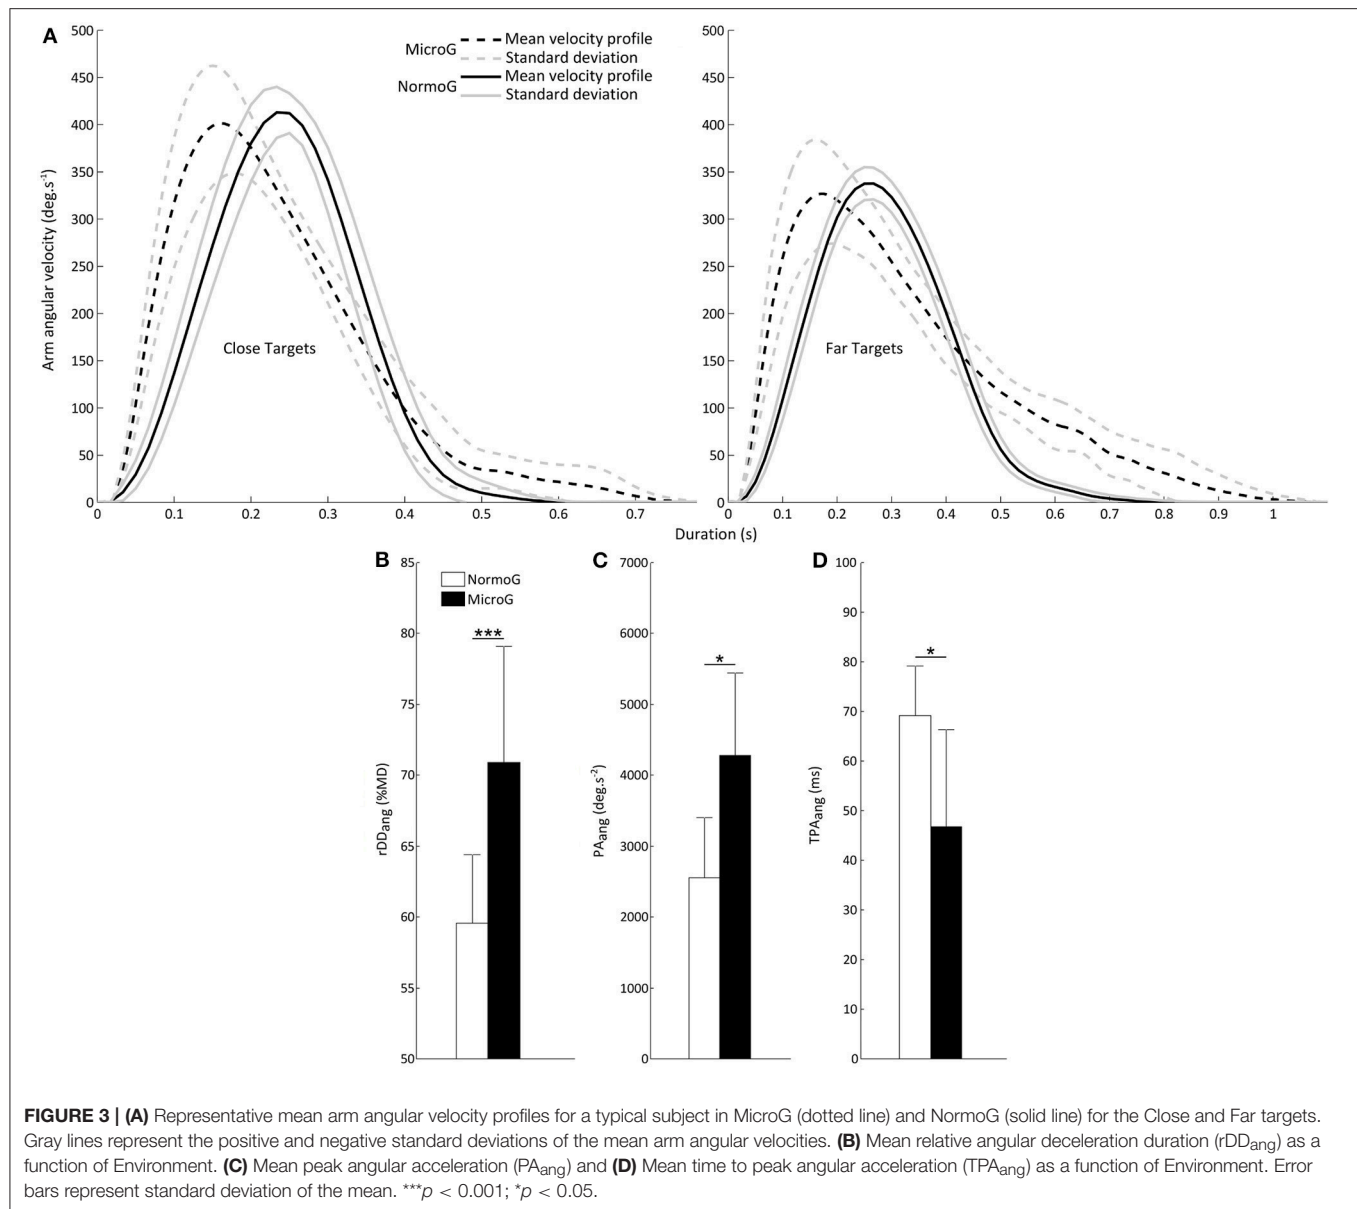 A
500
450
400
350
300
250
200
150
100
50
0
Arm angular velocity (deg.s-1)
MicroG
Mean velocity profile
Standard deviation
NormoG
Mean velocity profile
Standard deviation
Close Targets
0 0.1 0.2 0.3 0.4 0.5 0.6 0.7
500
450
400
350
300
250
200
150
100
50
0
Far Targets
0 0.1 0.2 0.3 0.4 0.5 0.6 0.7 0.8 0.9 1
Duration (s)
B
85
80
75
70
65
60
55
50
rDDang (%MD)
NormoG
MicroG
***
C
7000
6000
5000
4000
3000
2000
1000
0
PAang (deg.s-2)
*
D
100
90
80
70
60
50
40
30
20
10
0
TPAang (ms)
*
FIGURE 3 | (A) Representative mean arm angular velocity profiles for a typical subject in MicroG (dotted line) and NormoG (solid line) for the Close and Far targets.
Gray lines represent the positive and negative standard deviations of the mean arm angular velocities. (B) Mean relative angular deceleration duration (rDDang) as a
function of Environment. (C) Mean peak angular acceleration (PAang) and (D) Mean time to peak angular acceleration (TPAang) as a function of Environment. Error
bars represent standard deviation of the mean. ***p < 0.001; *p < 0.05.